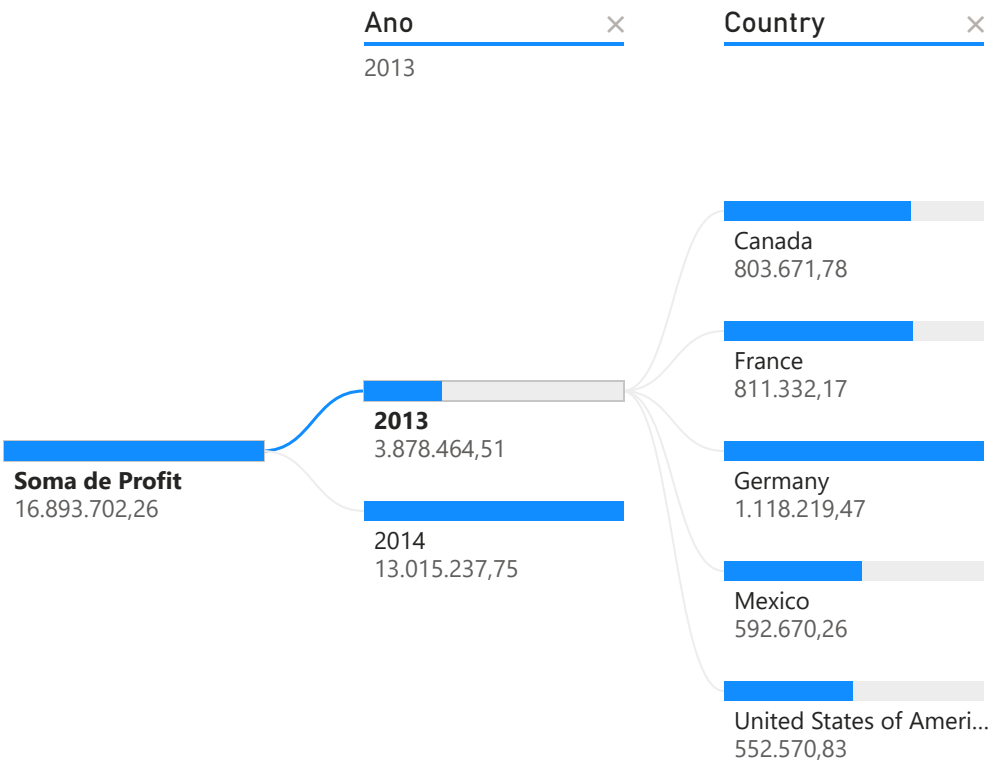 Ano
Country
2013
Canada
803.671,78
France
811.332,17
2013
3.878.464,51
Soma de Profit
16.893.702,26
Germany
1.118.219,47
2014
13.015.237,75
Mexico
592.670,26
United States of Ameri...
552.570,83